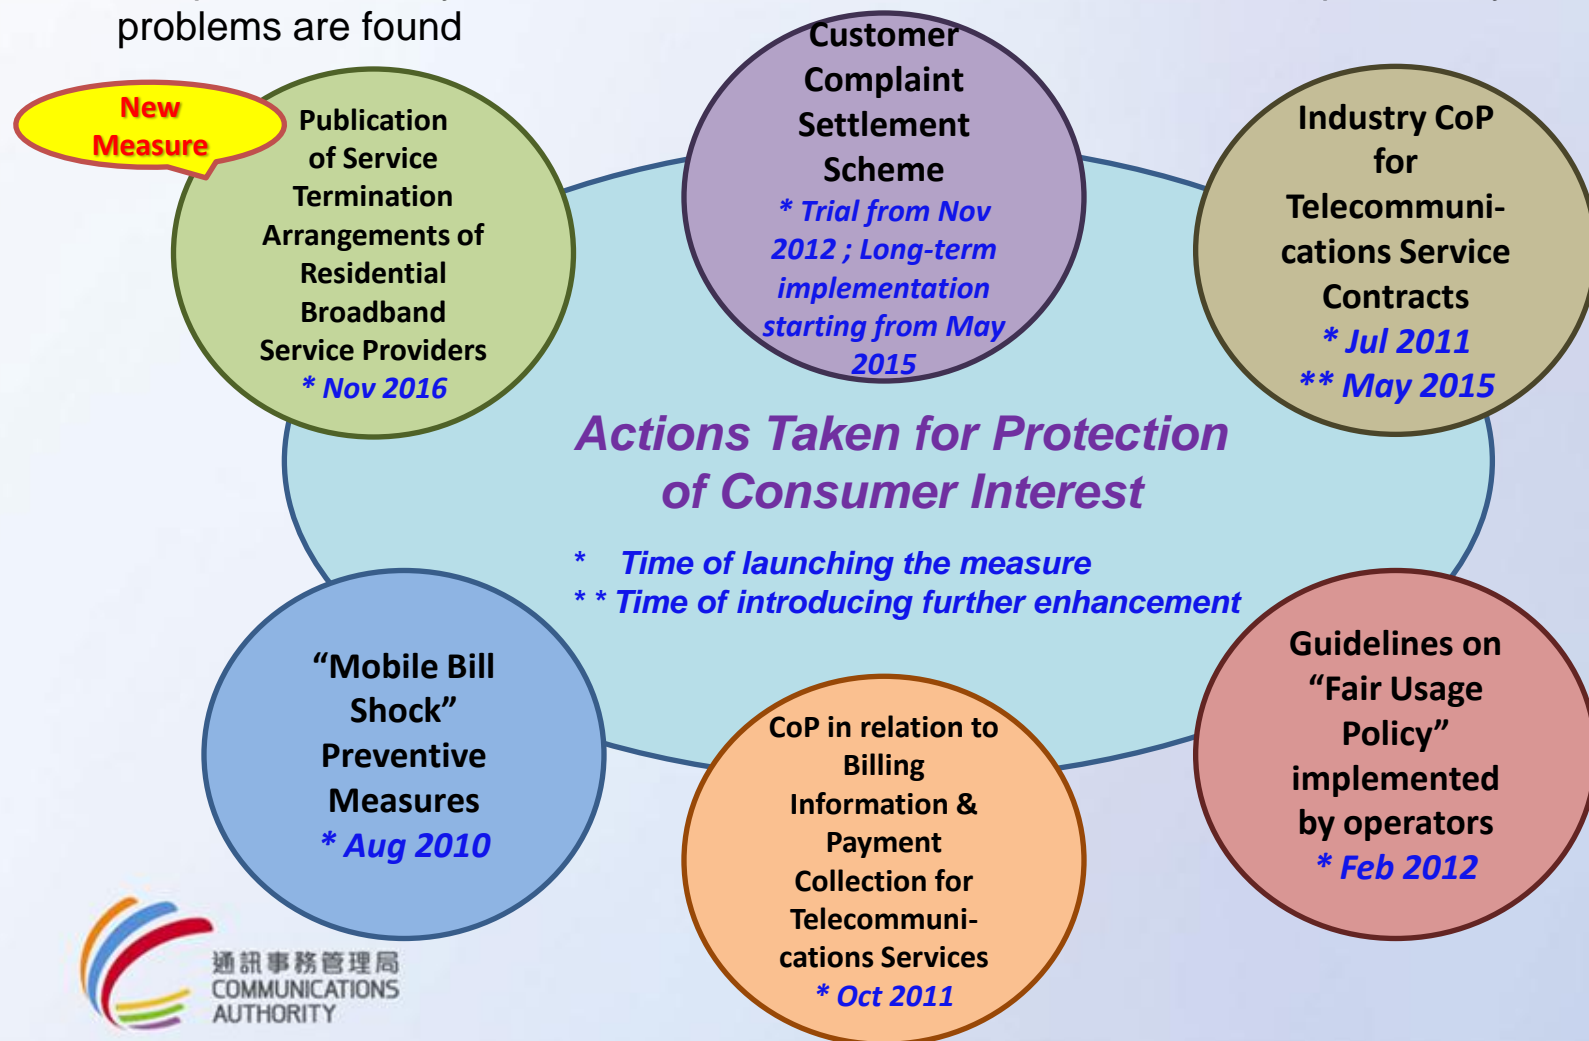 problems are found
New
Measure
Publication
of Service
Termination
Arrangements of
Residential
Broadband
Service Providers
* Nov 2016
Customer
Complaint
Settlement
Scheme
* Trial from Nov
2012 ; Long-term
implementation
starting from May
2015
Industry CoP
for
Telecommuni-
cations Service
Contracts
* Jul 2011
** May 2015
Actions Taken for Protection
of Consumer Interest
* Time of launching the measure
* * Time of introducing further enhancement
“Mobile Bill
Shock”
Preventive
Measures
* Aug 2010
CoP in relation to
Billing
Information &
Payment
Collection for
Telecommuni-
cations Services
* Oct 2011
Guidelines on
“Fair Usage
Policy”
implemented
by operators
* Feb 2012
通訊事務管理局
COMMUNICATIONS
AUTHORITY